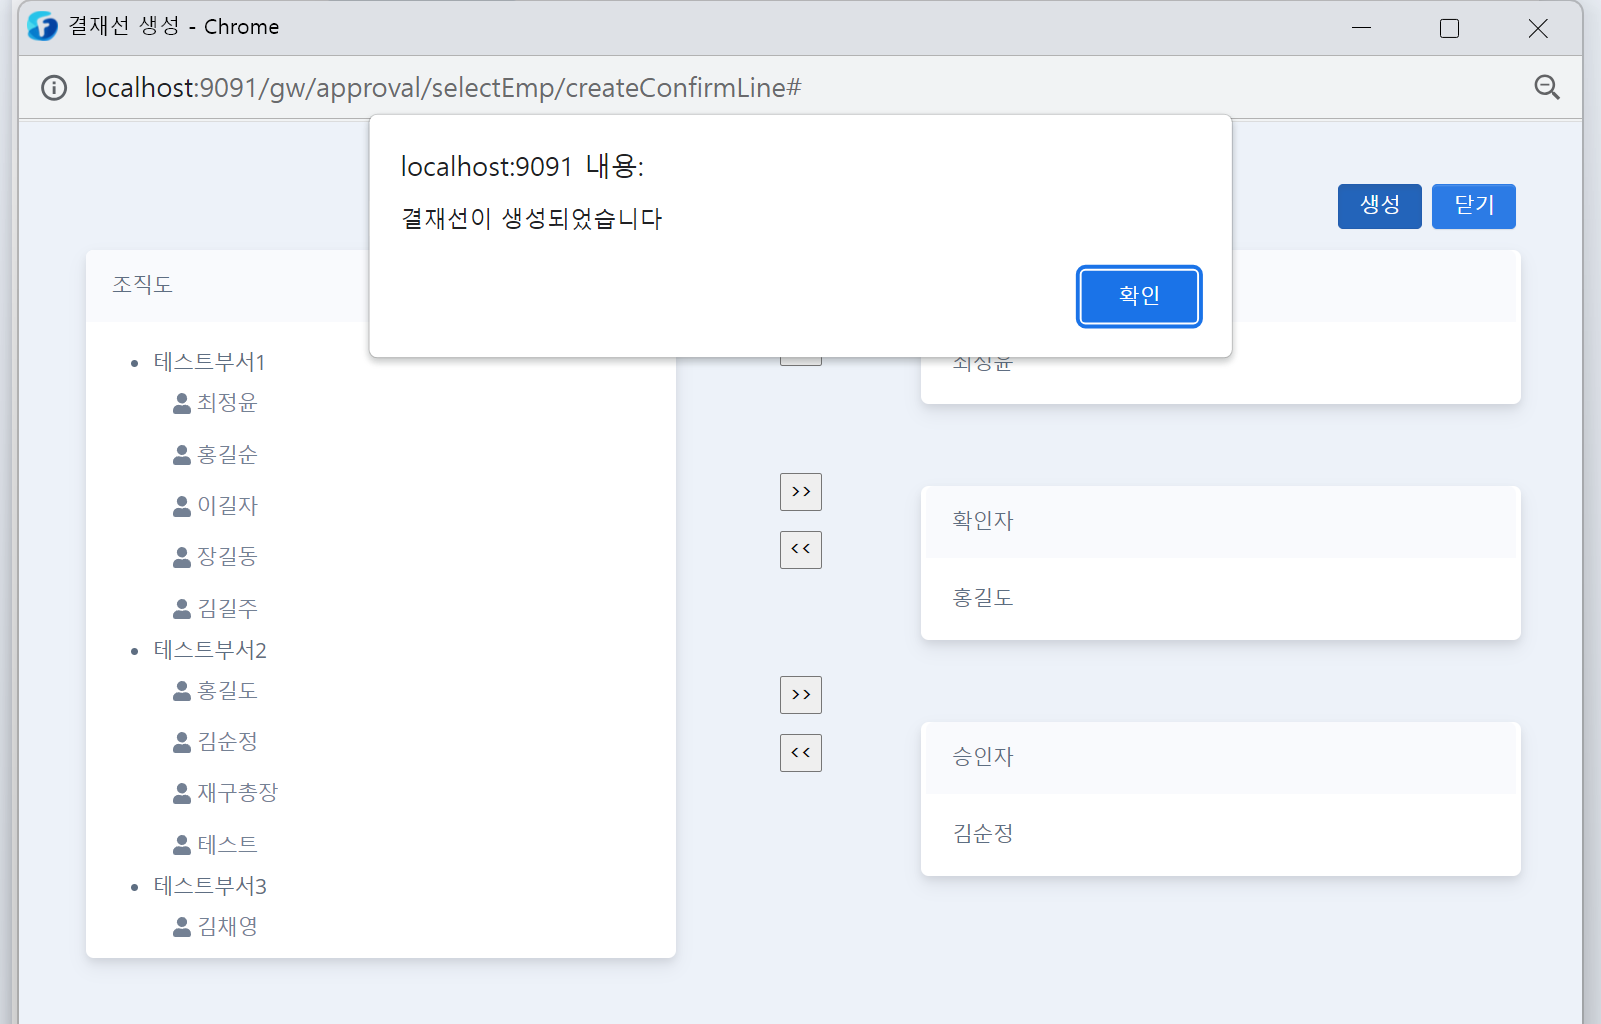 결재선 생성 - Chrome
localhost:9091/gw/approval/selectEmp/createConfirmLine#
localhost:9091 내용:
결재선이 생성되었습니다
확인
생성 닫기
조직도
테스트부서1
최정윤
홍길순
이길자
장길동
김길주
테스트부서2
홍길도
김순정
재구총장
테스트
테스트부서3
김채영
>>
<<
>>
<<
최정윤
확인자
홍길도
승인자
김순정